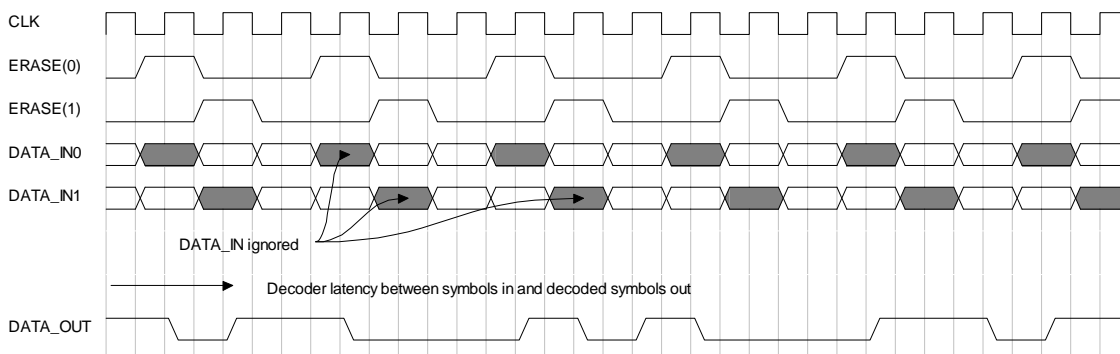 CLK
ERASE(0)
ERASE(1)
DATA_IN0
DATA_IN1
DATA_IN ignored
Decoder latency between symbols in and decoded symbols out
DATA_OUT